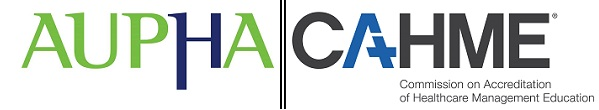 AUPHA
CAHME®
Commission on Accreditation
of Healthcare Management Education